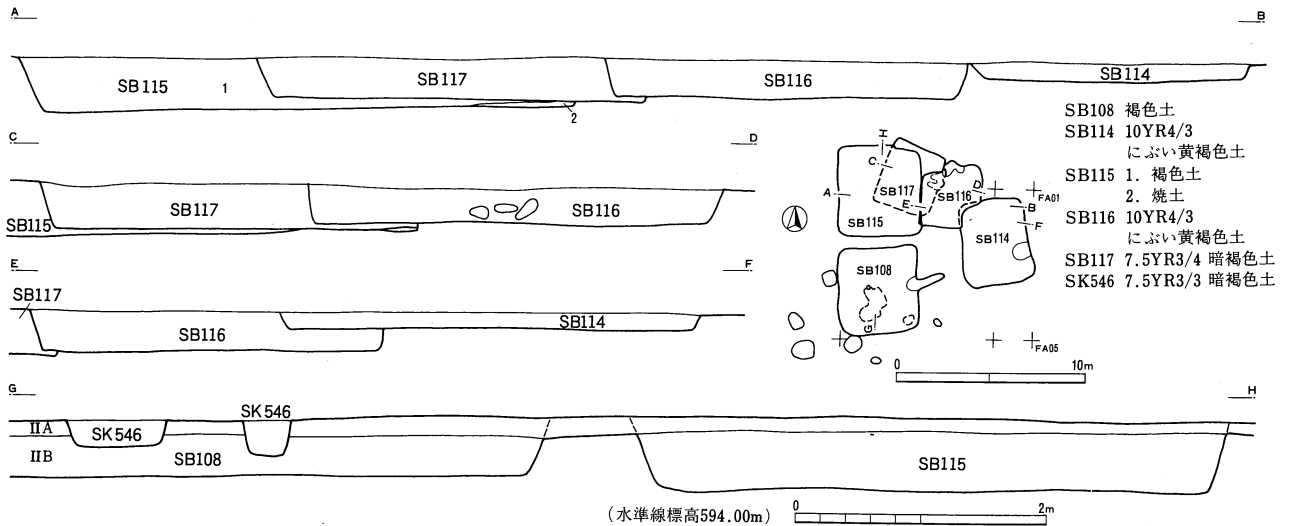 A
B
SB115
1
SB117
SB116
SB114
2
C
D
SB115
SB117
SB116
E
F
SB117
SB116
SB114
G
H
ⅡA
SK546
SK546
ⅡB
SB108
SB115
(水準線標高594.00m)
0 2m
H
C
A
SB117
E
SB115
SB116
D
FA01
B
F
SB114
SB108
G
FA05
0 10m
SB108 褐色土
SB114 10YR4/3
にぶい黄褐色土
SB115 1. 褐色土
2. 焼土
SB116 10YR4/3
にぶい黄褐色土
SB117 7.5YR3/4 暗褐色土
SK546 7.5YR3/3 暗褐色土